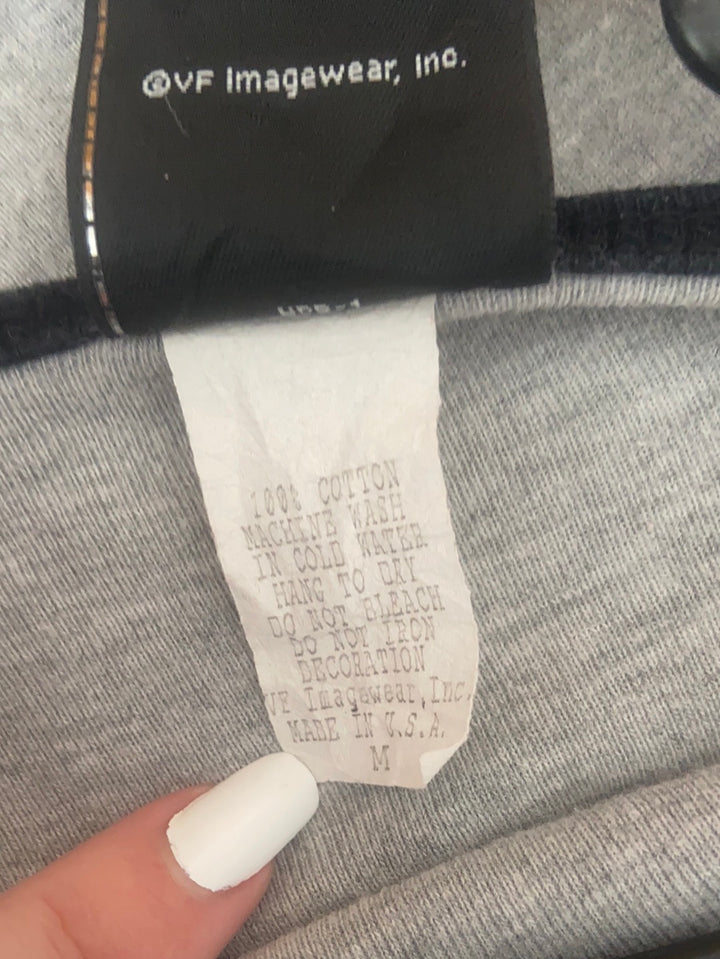 ©VF Imagewear, Inc.
100% COTTON
MACHINE WASH
IN COLD WATER
HANG TO DRY
DO NOT BLEACH
DO NOT IRON
DECORATION
VF Imagewear,Inc.
MADE IN U.S.A.
M